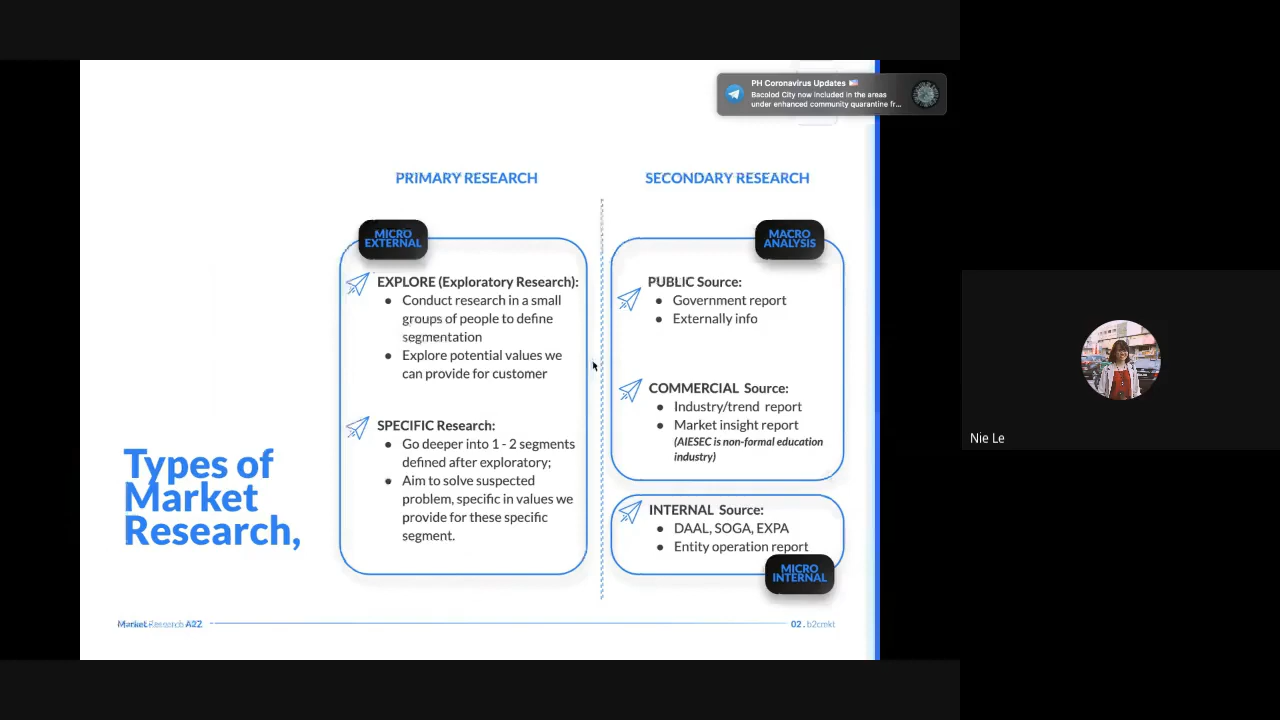 PH Coronavirus Updates
Bacolod City now included in the areas
under enhanced community quarantine fr...
PRIMARY RESEARCH
MICRO
EXTERNAL
EXPLORE (Exploratory Research):
● Conduct research in a small
groups of people to define
segmentation
● Explore potential values we
can provide for customer
SPECIFIC Research:
● Go deeper into 1 - 2 segments
defined after exploratory;
● Aim to solve suspected
problem, specific in values we
provide for these specific
segment.
SECONDARY RESEARCH
MACRO
ANALYSIS
PUBLIC Source:
● Government report
● Externally info
COMMERCIAL Source:
● Industry/trend report
● Market insight report
(AIESEC is non-formal education
industry)
INTERNAL Source:
● DAAL, SOGA, EXPA
● Entity operation report
MICRO
INTERNAL
Types of
Market
Research,
Market Research A22
02 . b2cmkt
Nie Le